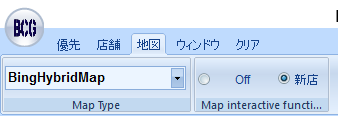 BCG
優先 店舗 地図 ウィンドウ クリア
BingHybridMap Off 新店
Map Type Map interactive functi...